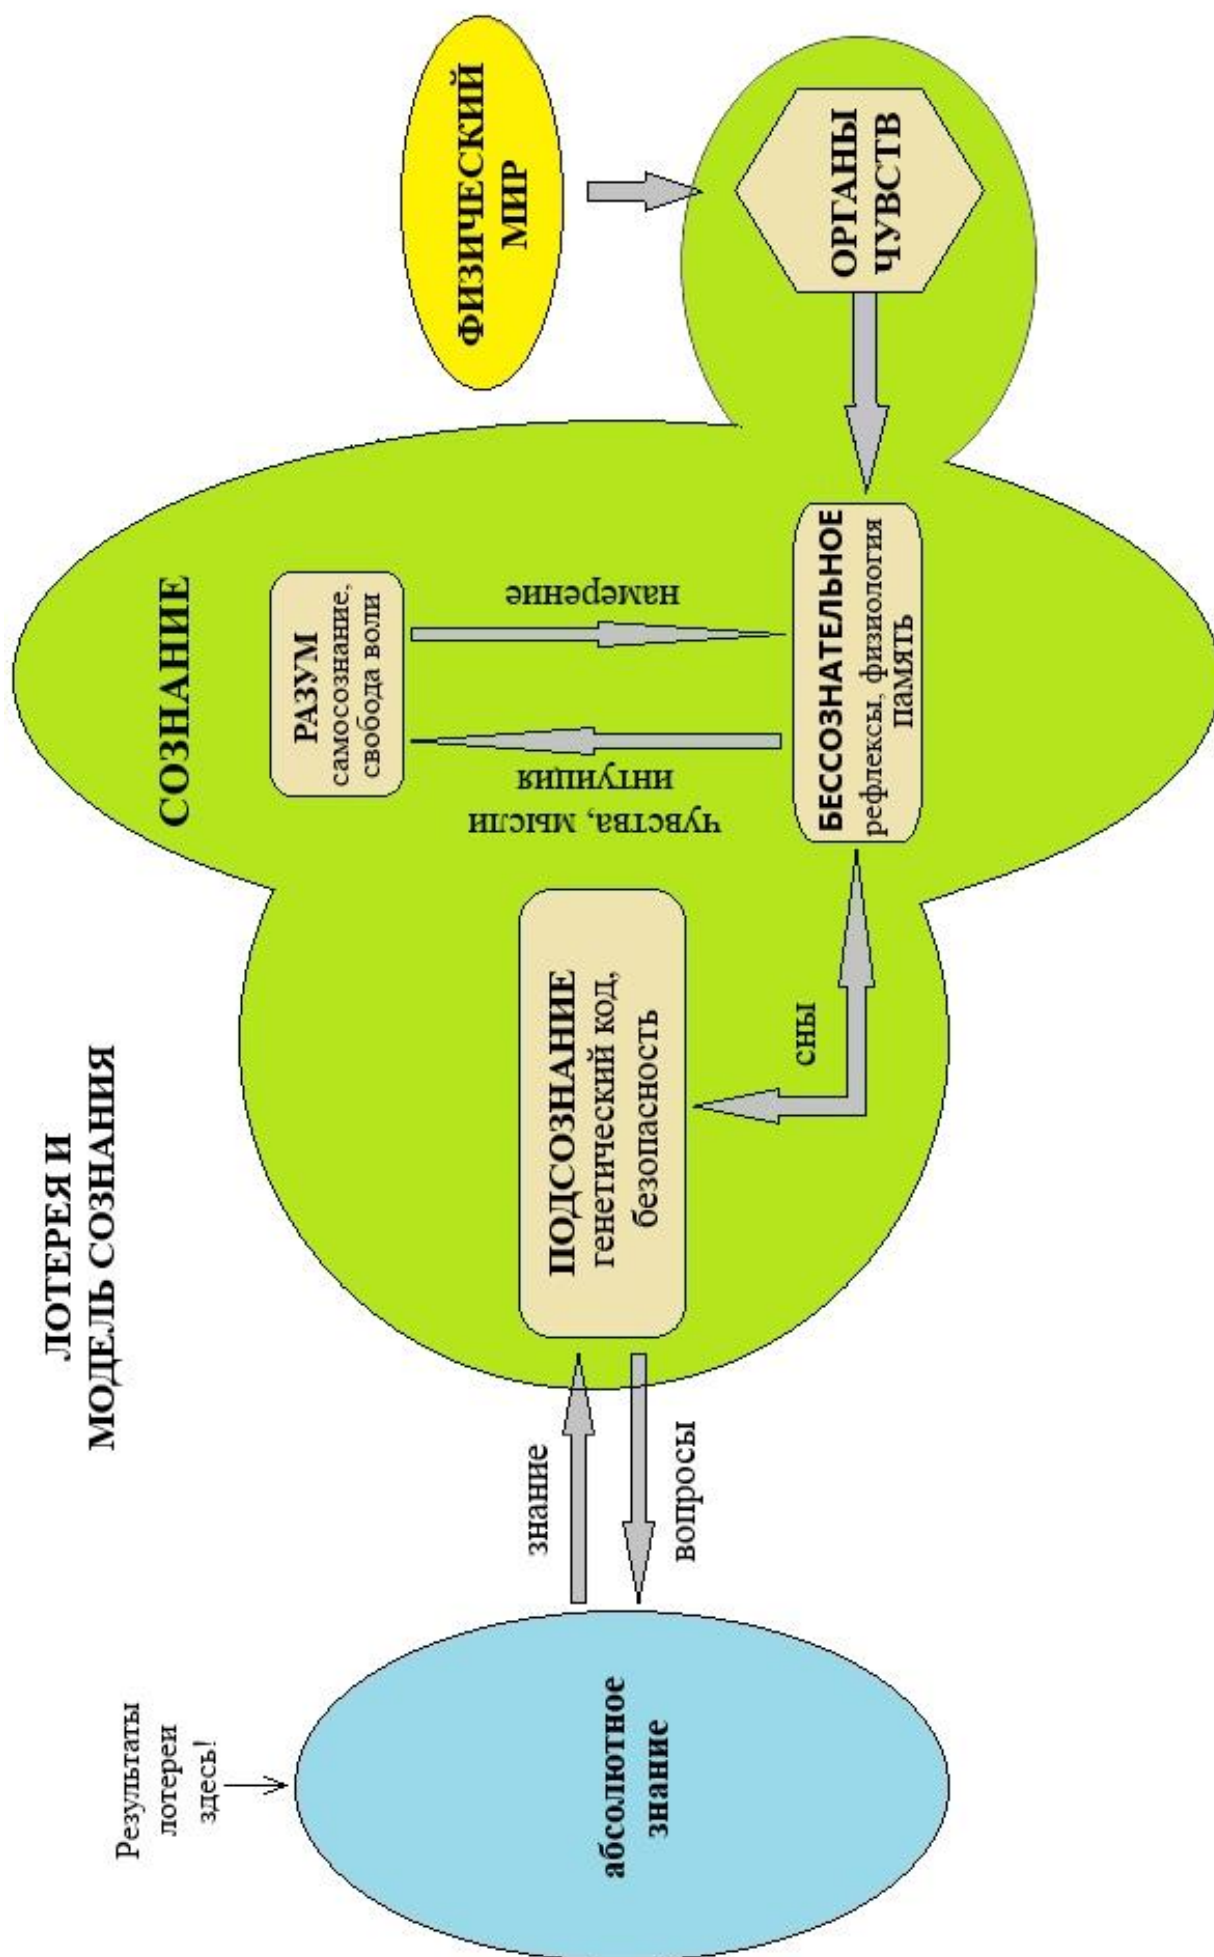 ЛОТЕРЕЯ И
МОДЕЛЬ СОЗНАНИЯ
Результаты
лотереи
здесь!
абсолютное
знание
знание
вопросы
ПОДСОЗНАНИЕ
генетический код,
безопасность
сны
СОЗНАНИЕ
РАЗУМ
самосознание,
свобода воли
чувства, мысли
интуиция
намерение
БЕССОЗНАТЕЛЬНОЕ
рефлексы, физиология
память
ФИЗИЧЕСКИЙ
МИР
ОРГАНЫ
ЧУВСТВ